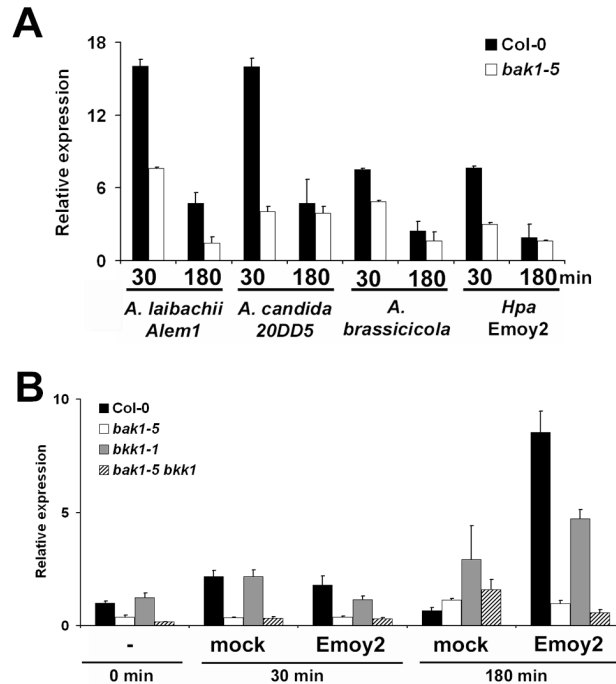 A
Relative expression
18
12
6
0
Col-0
bak1-5
30 180 30 180 30 180 30 180 min
A. laibachii Alem1
A. candida 20DD5
A. brassicicola
Hpa Emoy2
B
Relative expression
10
5
0
Col-0
bak1-5
bkk1-1
bak1-5 bkk1
- mock Emoy2 mock Emoy2
0 min 30 min 180 min